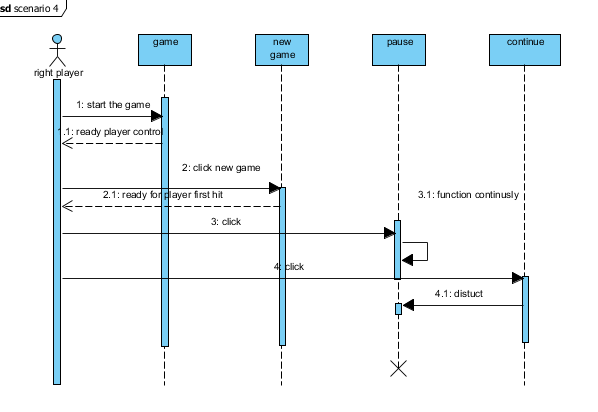 sd scenario 4
game
new
game
pause
continue
right player
1: start the game
1.1: ready player control
2: click new game
2.1: ready for player first hit
3.1: function continusly
3: click
4: click
4.1: distuct